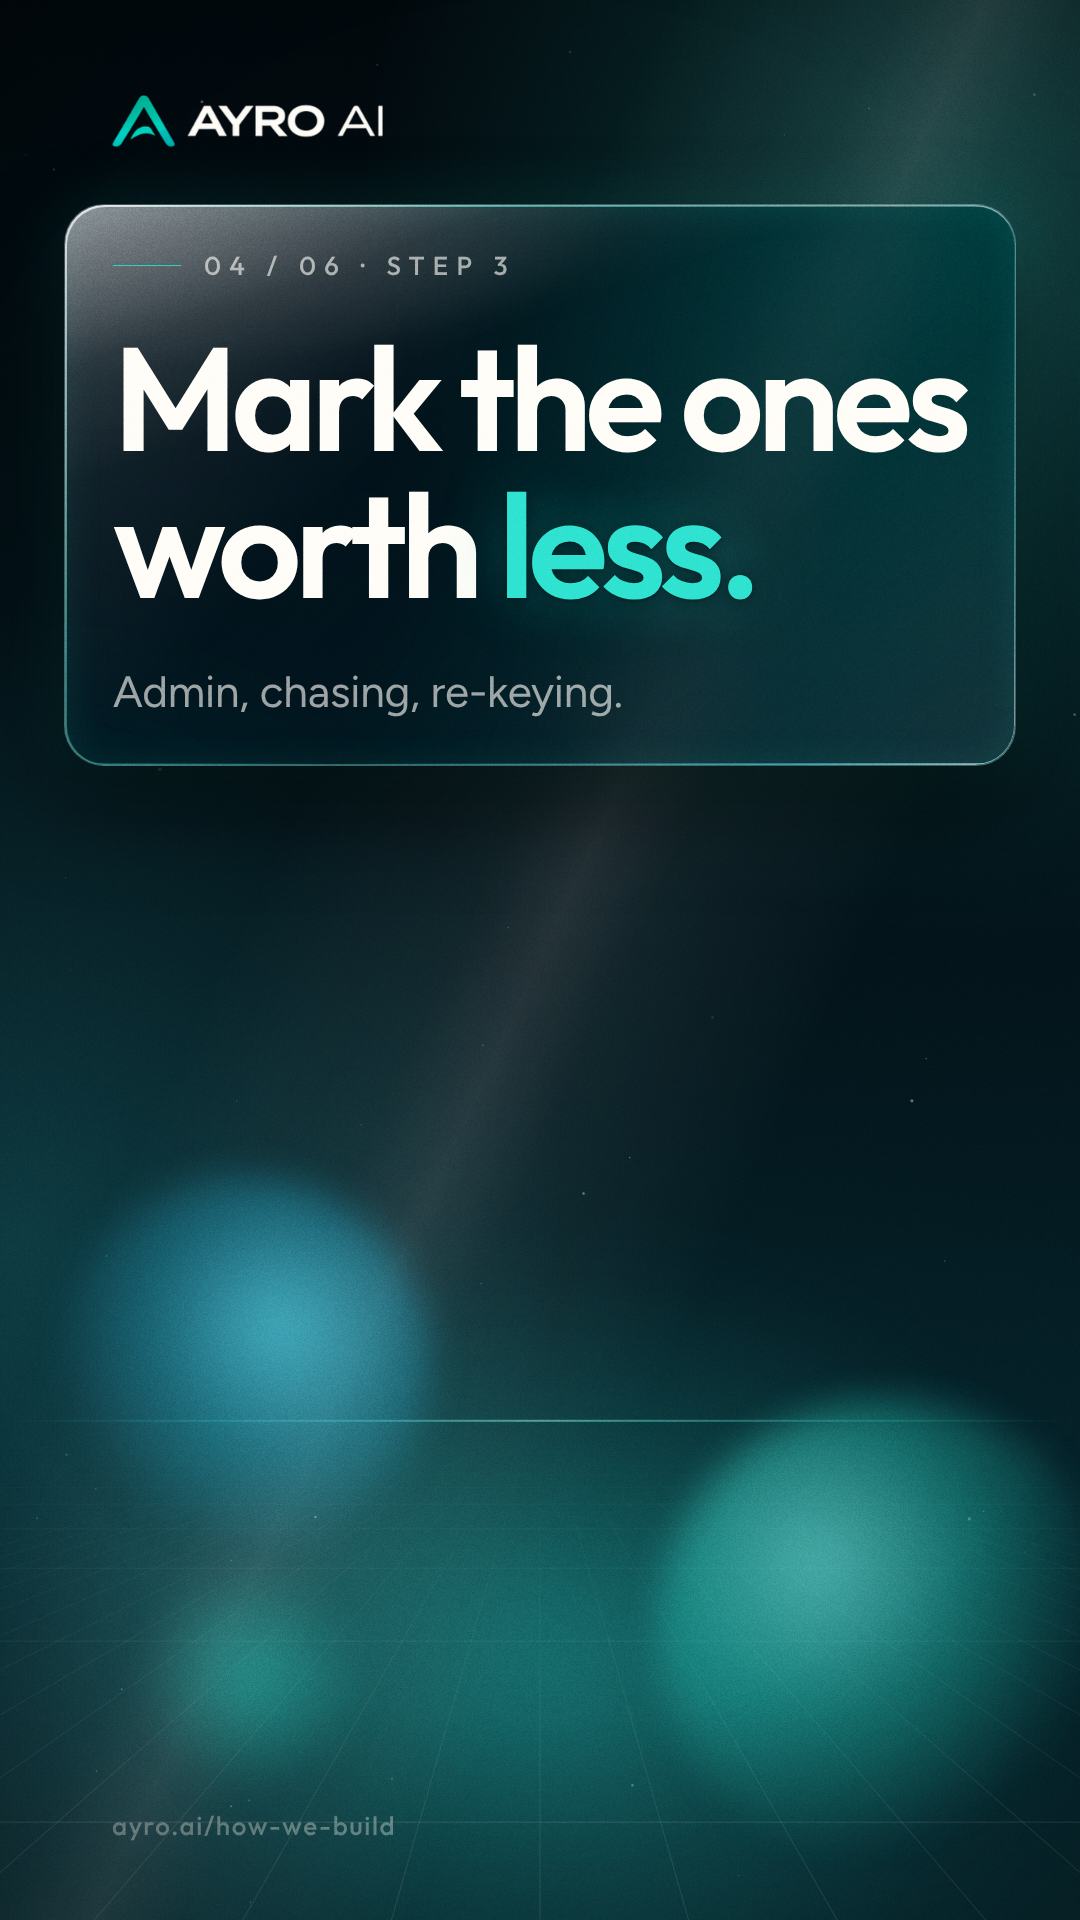 AYRO AI
04 / 06 · STEP 3
Mark the ones
worth less.
Admin, chasing, re-keying.
ayro.ai/how-we-build